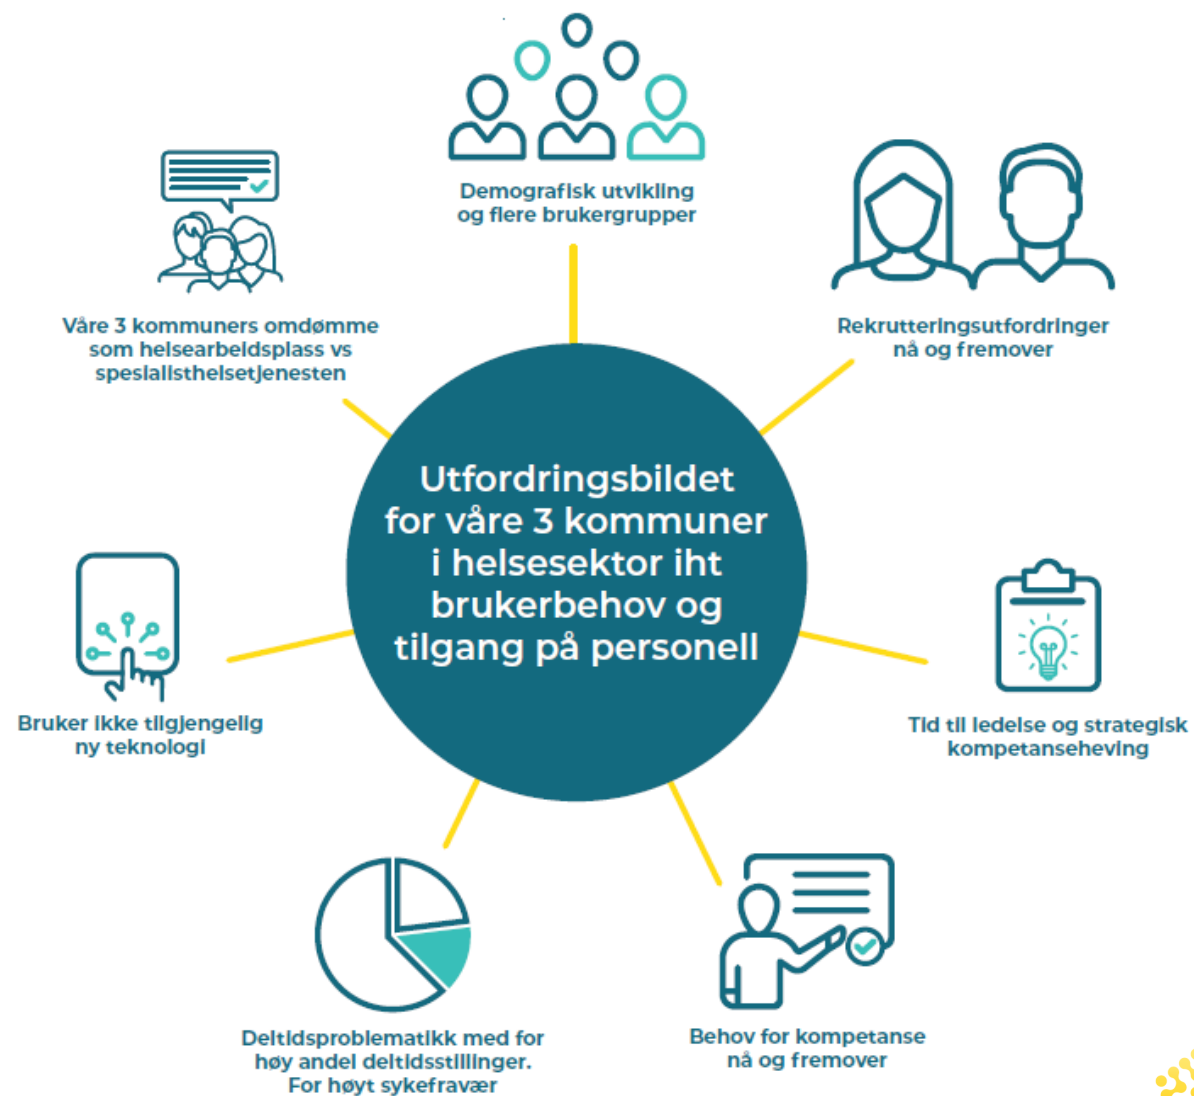 Demografisk utvikling
og flere brukergrupper
Rekrutteringsutfordringer
nå og fremover
Våre 3 kommuners omdømme
som helsearbeidsplass vs
spesialisthelsetjenesten
Utfordringsbildet
for våre 3 kommuner
i helsesektor iht
brukerbehov og
tilgang på personell
Bruker ikke tilgjengelig
ny teknologi
Tid til ledelse og strategisk
kompetanseheving
Deltidsproblematikk med for
høy andel deltidsstillinger.
For høyt sykefravær
Behov for kompetanse
nå og fremover